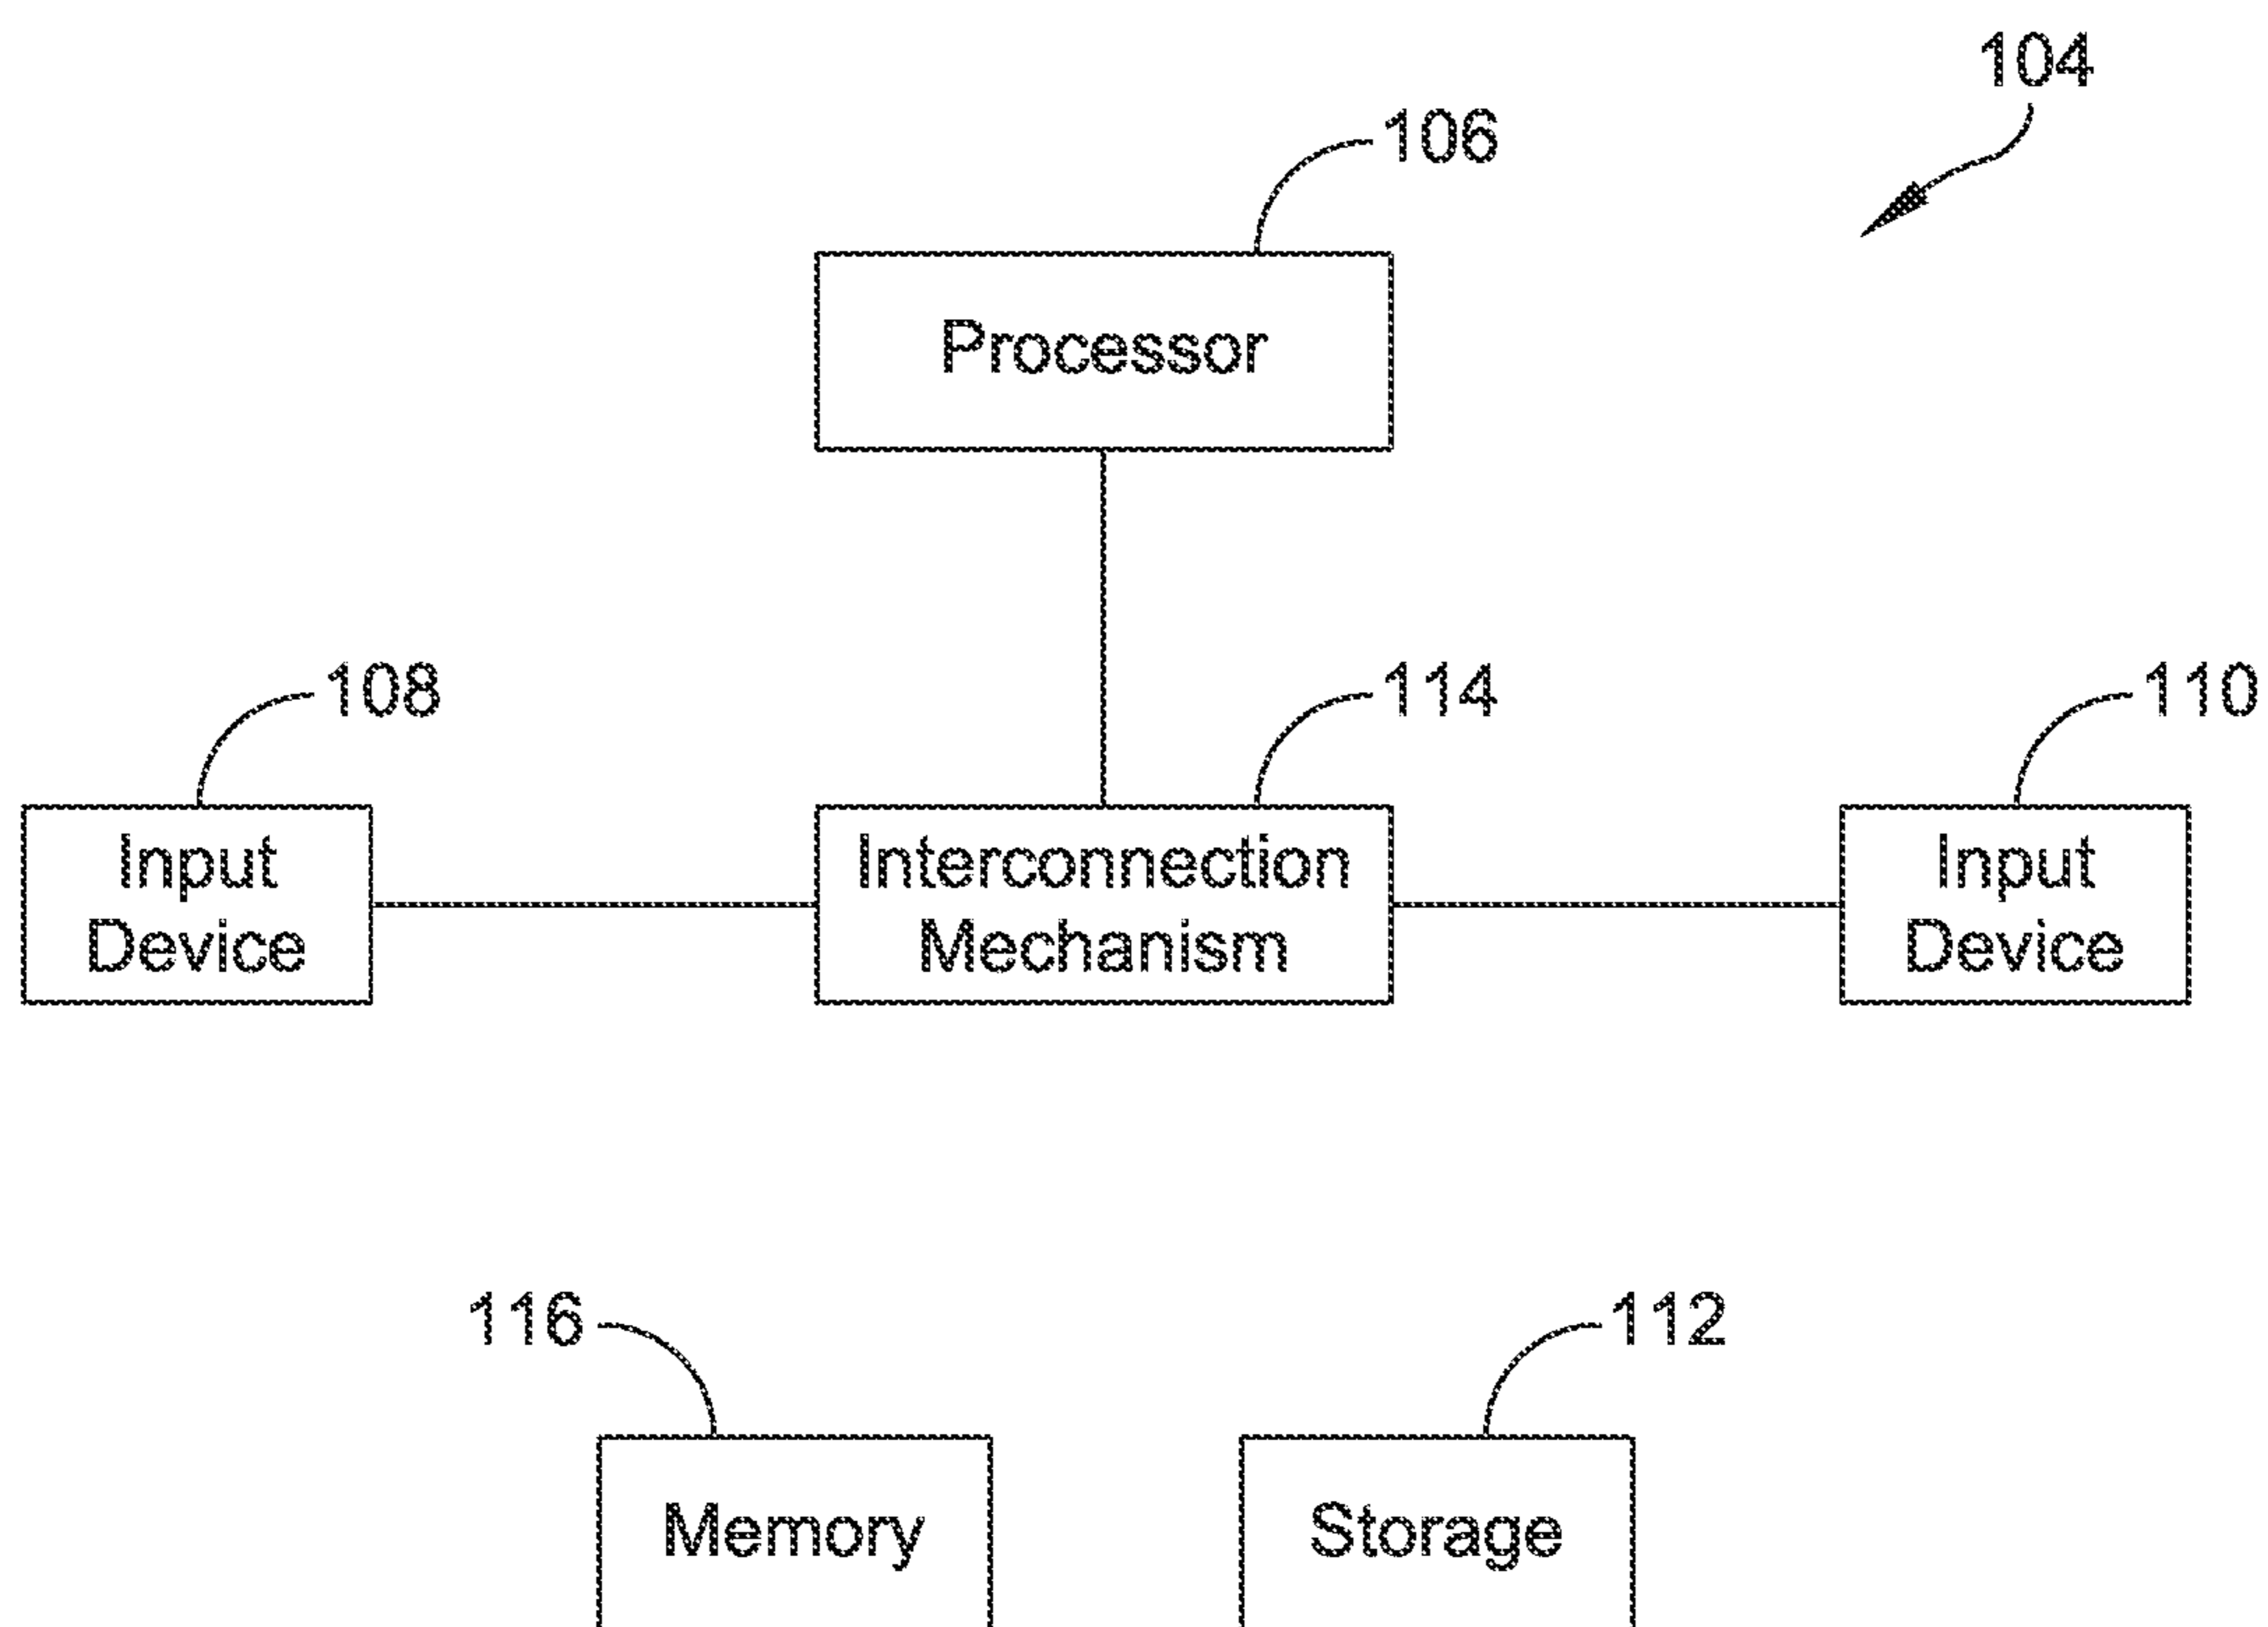 104
106
Processor
108
114
110
Input
Device
Interconnection
Mechanism
Input
Device
116
112
Memory
Storage